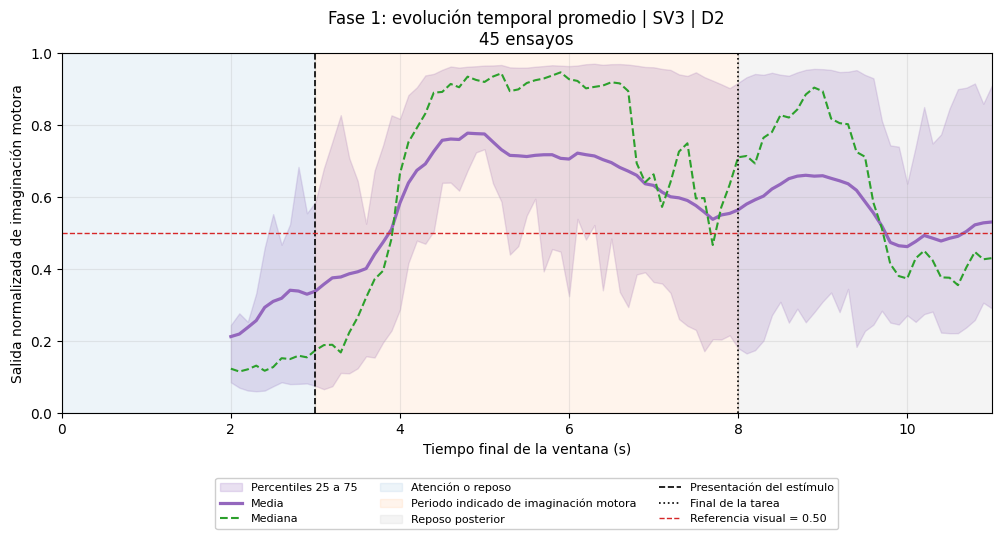 Fase 1: evolución temporal promedio | SV3 | D2
45 ensayos
Salida normalizada de imaginación motora
1.0
0.8
0.6
0.4
0.2
0.0
0 2 4 6 8 10
Tiempo final de la ventana (s)
Percentiles 25 a 75
Media
Mediana
Atención o reposo
Periodo indicado de imaginación motora
Reposo posterior
Presentación del estímulo
Final de la tarea
Referencia visual = 0.50